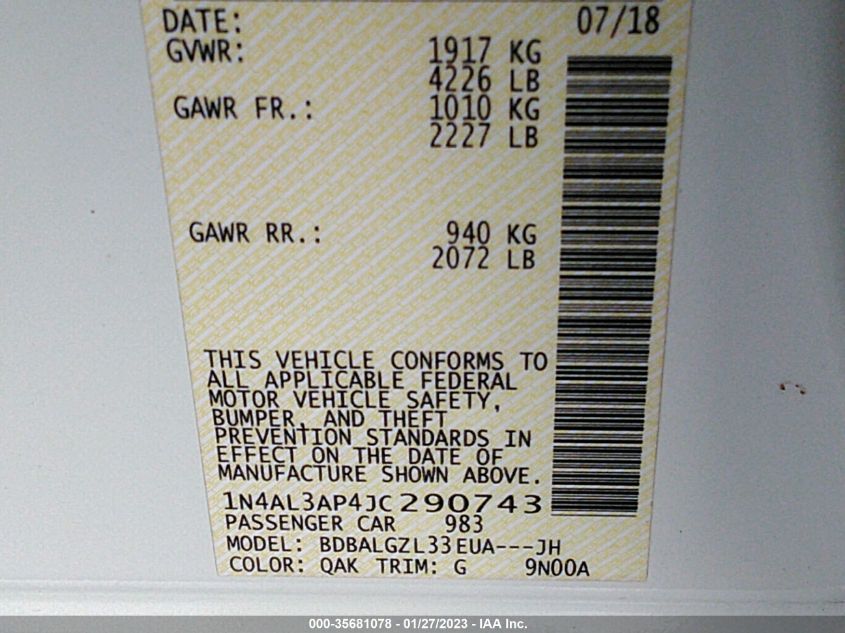 DATE: 07/18
GVWR: 1917 KG
4226 LB
GAWR FR.: 1010 KG
2227 LB
GAWR RR.: 940 KG
2072 LB
THIS VEHICLE CONFORMS TO
ALL APPLICABLE FEDERAL
MOTOR VEHICLE SAFETY,
BUMPER, AND THEFT
PREVENTION STANDARDS IN
EFFECT ON THE DATE OF
MANUFACTURE SHOWN ABOVE.
1N4AL3AP4JC290743
PASSENGER CAR 983
MODEL: BDBALGZL33EUA---JH
COLOR: QAK TRIM: G 9N00A
000-35681078 - 01/27/2023 - IAA Inc.